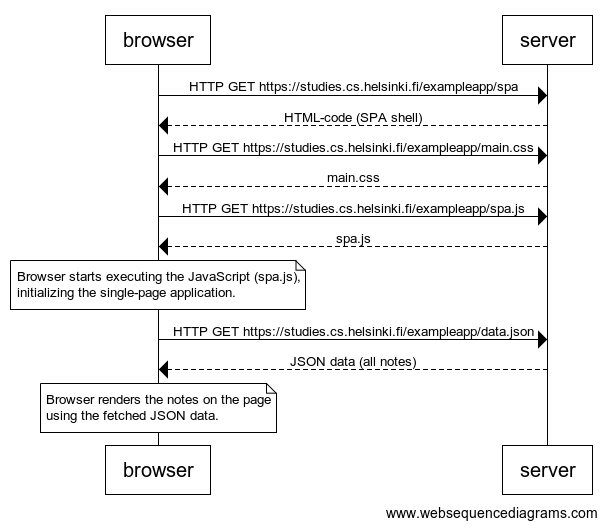 browser
server
HTTP GET https://studies.cs.helsinki.fi/exampleapp/spa
HTML-code (SPA shell)
HTTP GET https://studies.cs.helsinki.fi/exampleapp/main.css
main.css
HTTP GET https://studies.cs.helsinki.fi/exampleapp/spa.js
spa.js
Browser starts executing the JavaScript (spa.js),
initializing the single-page application.
HTTP GET https://studies.cs.helsinki.fi/exampleapp/data.json
JSON data (all notes)
Browser renders the notes on the page
using the fetched JSON data.
browser
server
www.websequencediagrams.com